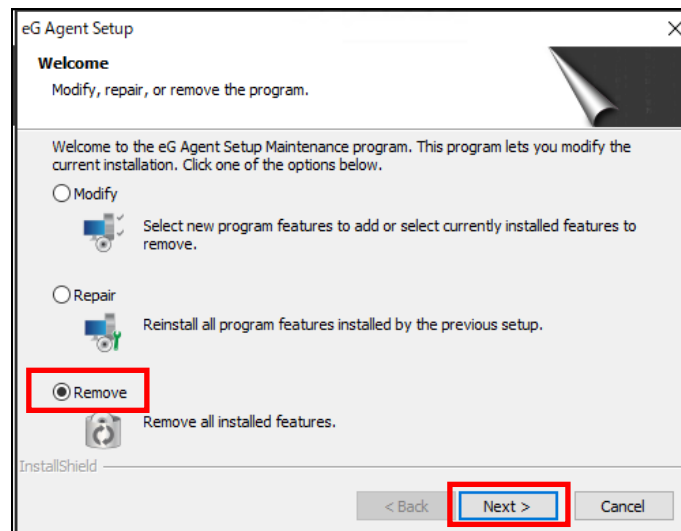 eG Agent Setup
Welcome
Modify, repair, or remove the program.
Welcome to the eG Agent Setup Maintenance program. This program lets you modify the
current installation. Click one of the options below.
Modify
Select new program features to add or select currently installed features to
remove.
Repair
Reinstall all program features installed by the previous setup.
Remove
Remove all installed features.
InstallShield
< Back
Next >
Cancel